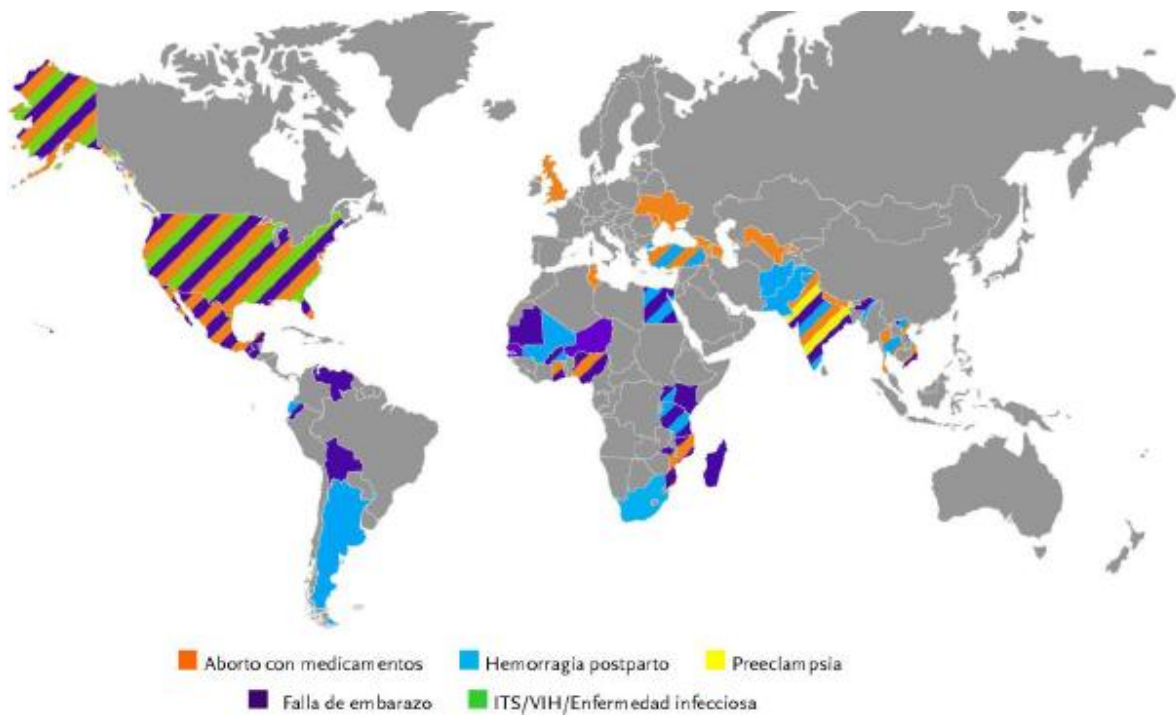 Aborto con medicamentos Hemorragia postparto Preeclampsia
Falla de embarazo ITS/VIH/Enfermedad infecciosa